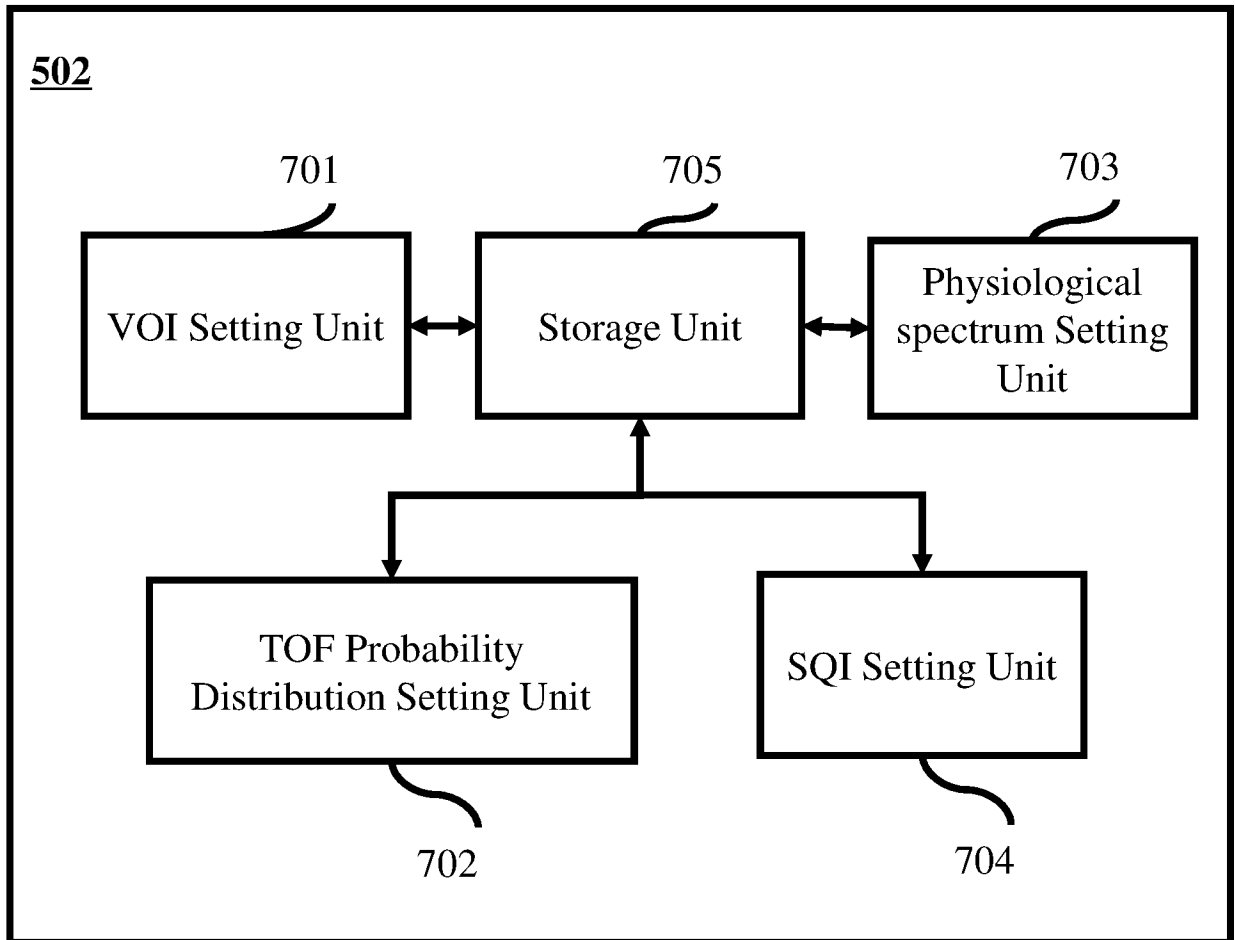 502
701
705
703
VOI Setting Unit
Storage Unit
Physiological
spectrum Setting
Unit
TOF Probability
Distribution Setting Unit
SQI Setting Unit
702
704